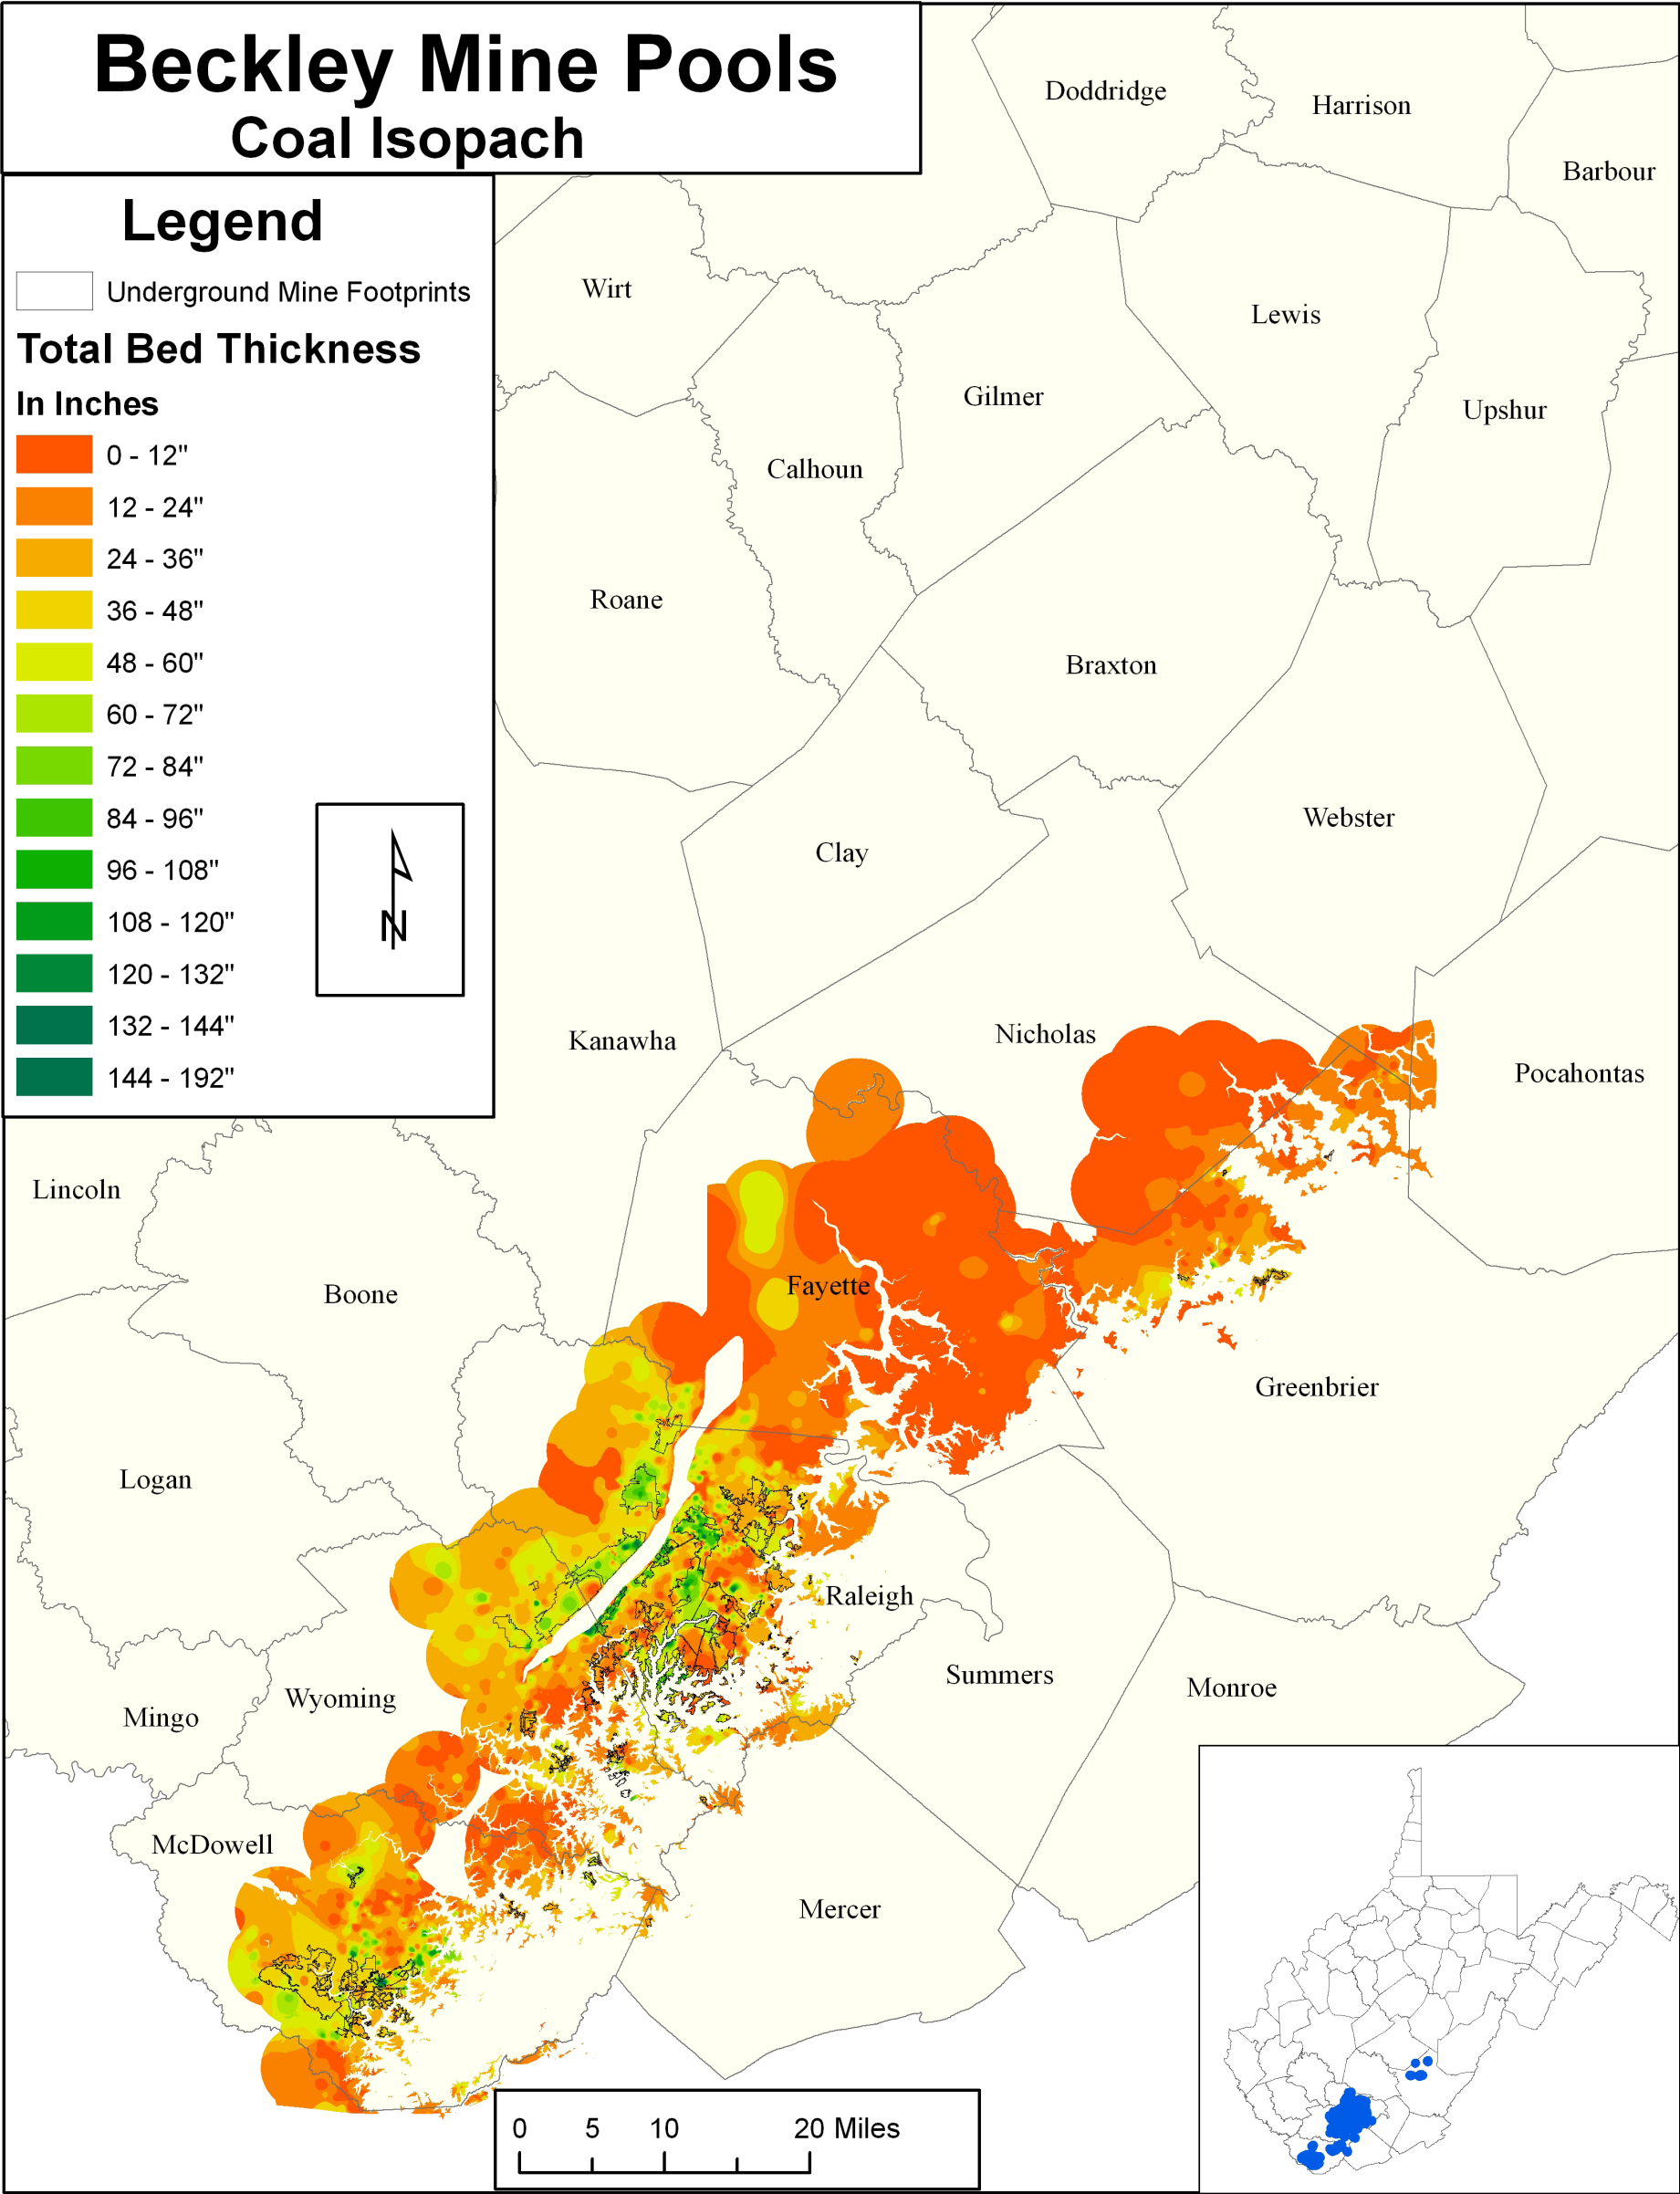 Beckley Mine Pools
Coal Isopach
Legend
Underground Mine Footprints
Total Bed Thickness
In Inches
0 - 12"
12 - 24"
24 - 36"
36 - 48"
48 - 60"
60 - 72"
72 - 84"
84 - 96"
96 - 108"
108 - 120"
120 - 132"
132 - 144"
144 - 192"
N
Doddridge
Harrison
Barbour
Wirt
Lewis
Gilmer
Upshur
Calhoun
Roane
Braxton
Webster
Clay
Nicholas
Kanawha
Pocahontas
Lincoln
Fayette
Boone
Greenbrier
Logan
Raleigh
Summers
Monroe
Wyoming
Mingo
McDowell
Mercer
0 5 10 20 Miles